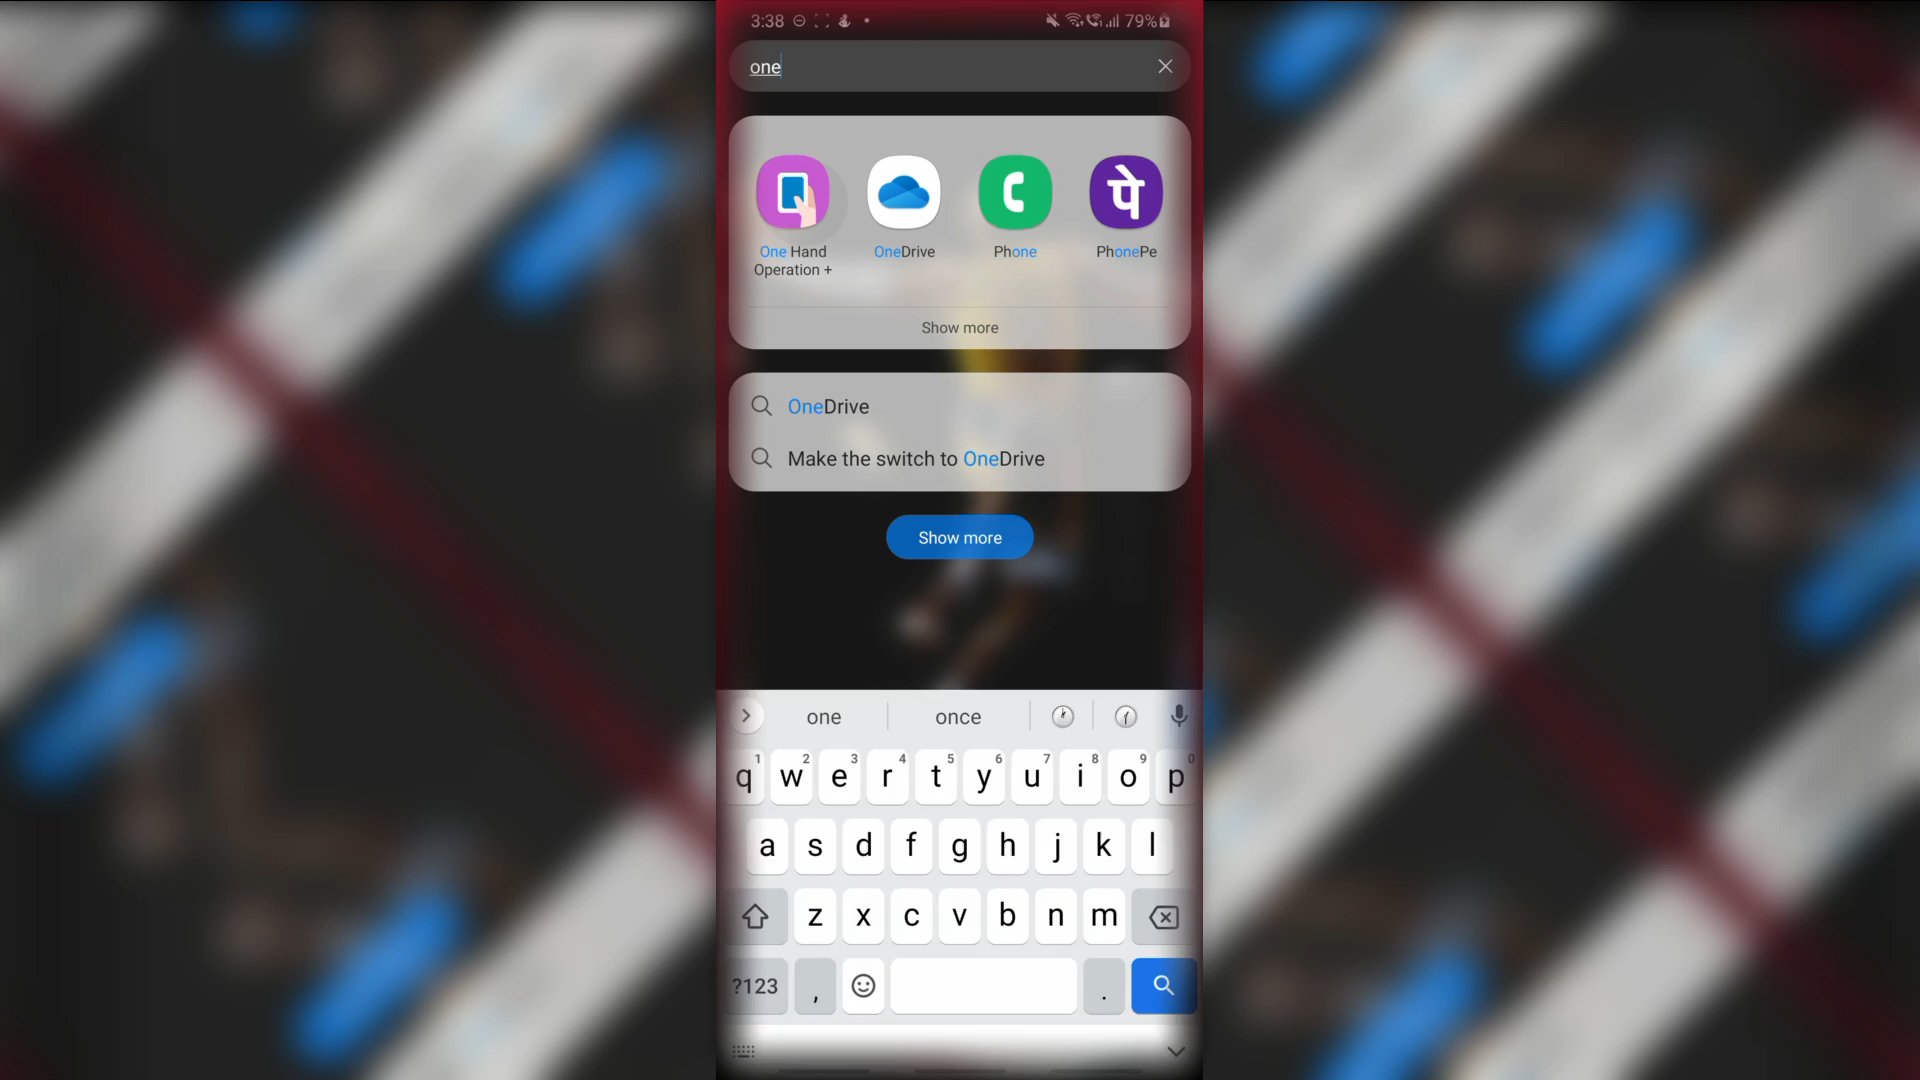 3:38
79%
one
पे
One Hand
Operation +
OneDrive
Phone
PhonePe
Show more
OneDrive
Make the switch to OneDrive
Show more
one
once
1 2 3 4 5 6 7 8 9 0
q w e r t y u i o p
a s d f g h j k l
z x c v b n m
?123 , .